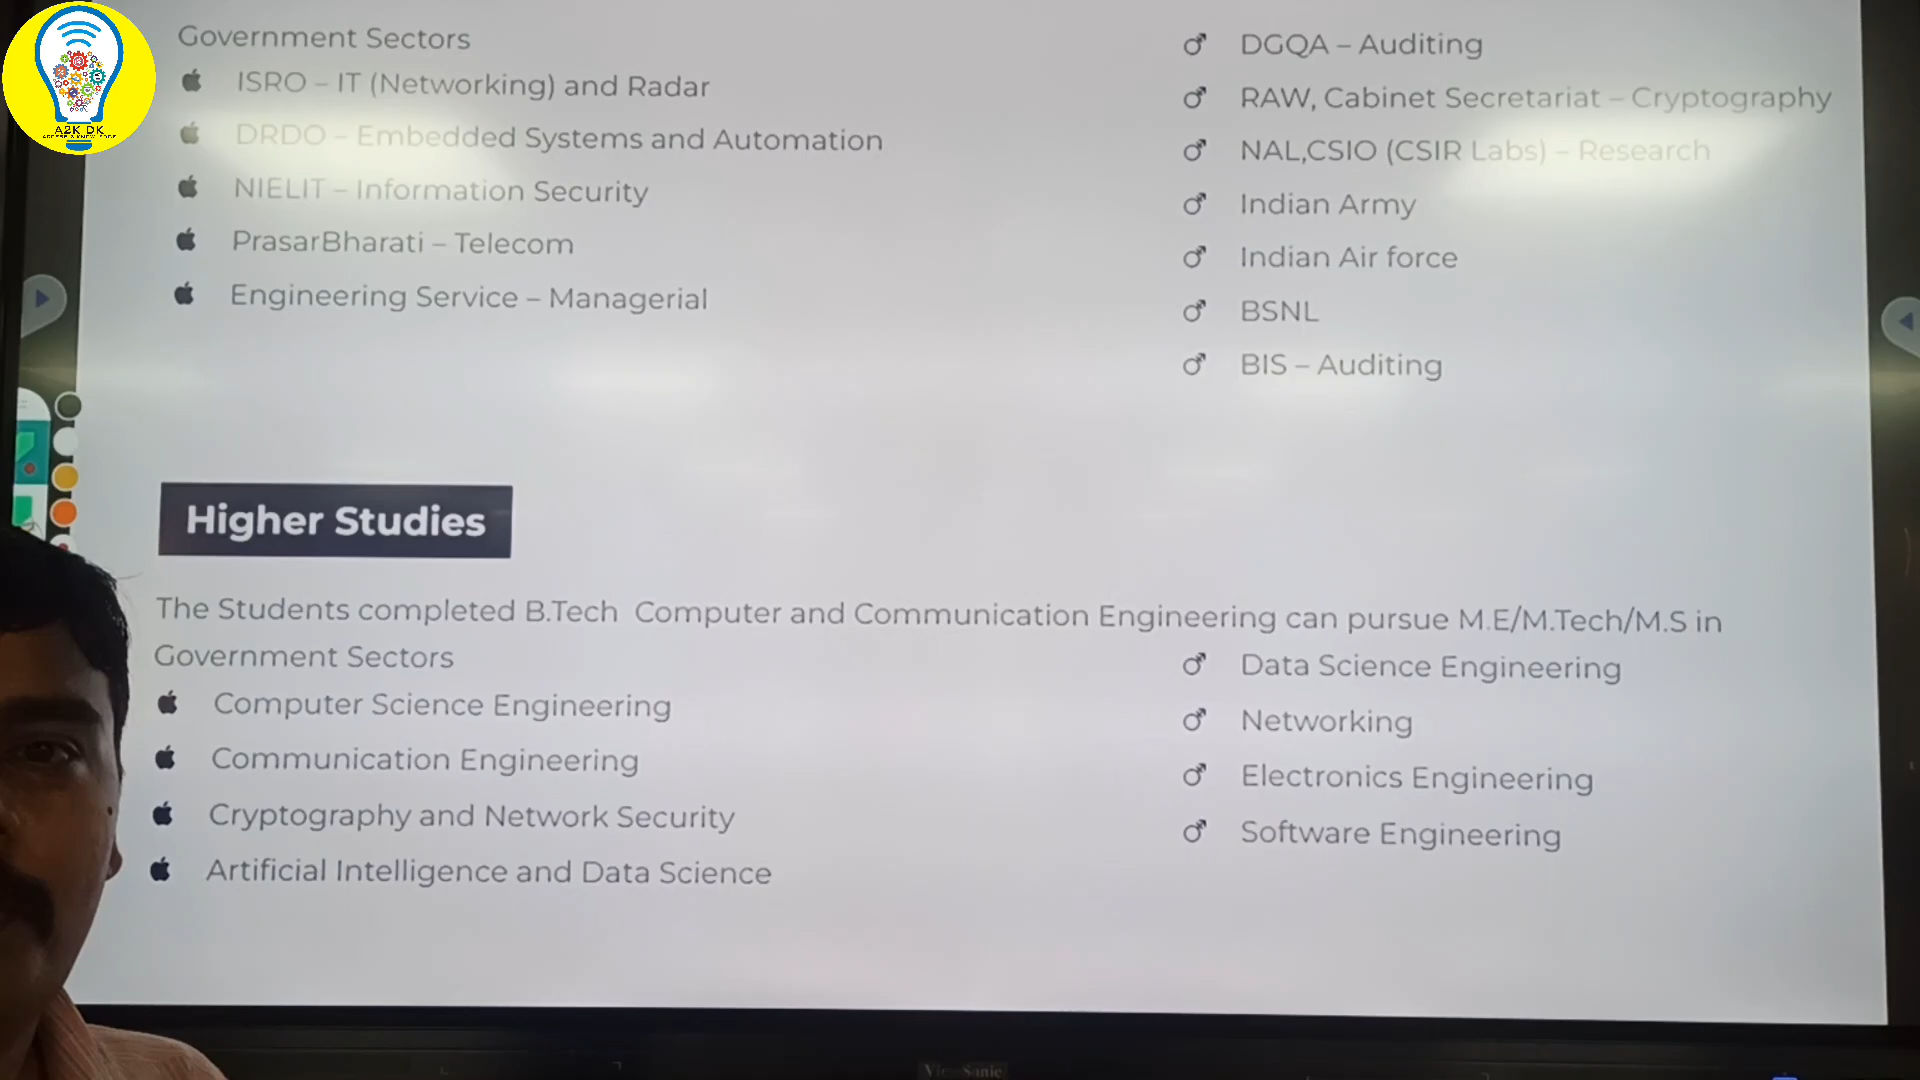 A2K DK
Government Sectors
ISRO – IT (Networking) and Radar
DRDO – Embedded Systems and Automation
NIELIT – Information Security
PrasarBharati – Telecom
Engineering Service – Managerial
DGQA – Auditing
RAW, Cabinet Secretariat – Cryptography
NAL,CSIO (CSIR Labs) – Research
Indian Army
Indian Air force
BSNL
BIS – Auditing
Higher Studies
The Students completed B.Tech Computer and Communication Engineering can pursue M.E/M.Tech/M.S in
Government Sectors
Computer Science Engineering
Communication Engineering
Cryptography and Network Security
Artificial Intelligence and Data Science
Data Science Engineering
Networking
Electronics Engineering
Software Engineering